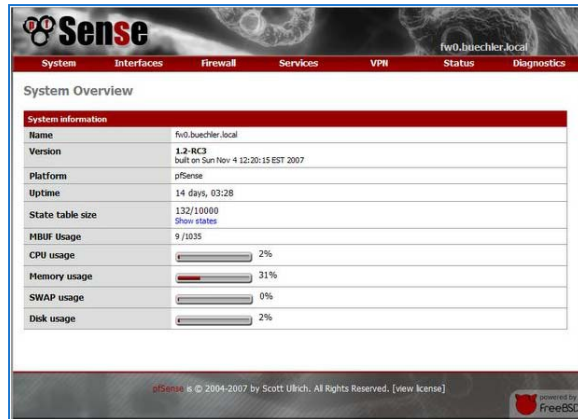 pf Sense
fw0.buechler.local
System Interfaces Firewall Services VPN Status Diagnostics
System Overview
System information
Name fw0.buechler.local
Version 1.2-RC3
built on Sun Nov 4 12:20:15 EST 2007
Platform pfSense
Uptime 14 days, 03:28
State table size 132/10000
Show states
MBUF Usage 9 /1035
CPU usage 2%
Memory usage 31%
SWAP usage 0%
Disk usage 2%
pfSense is © 2004-2007 by Scott Ullrich. All Rights Reserved. [view license]
powered by
FreeBSD